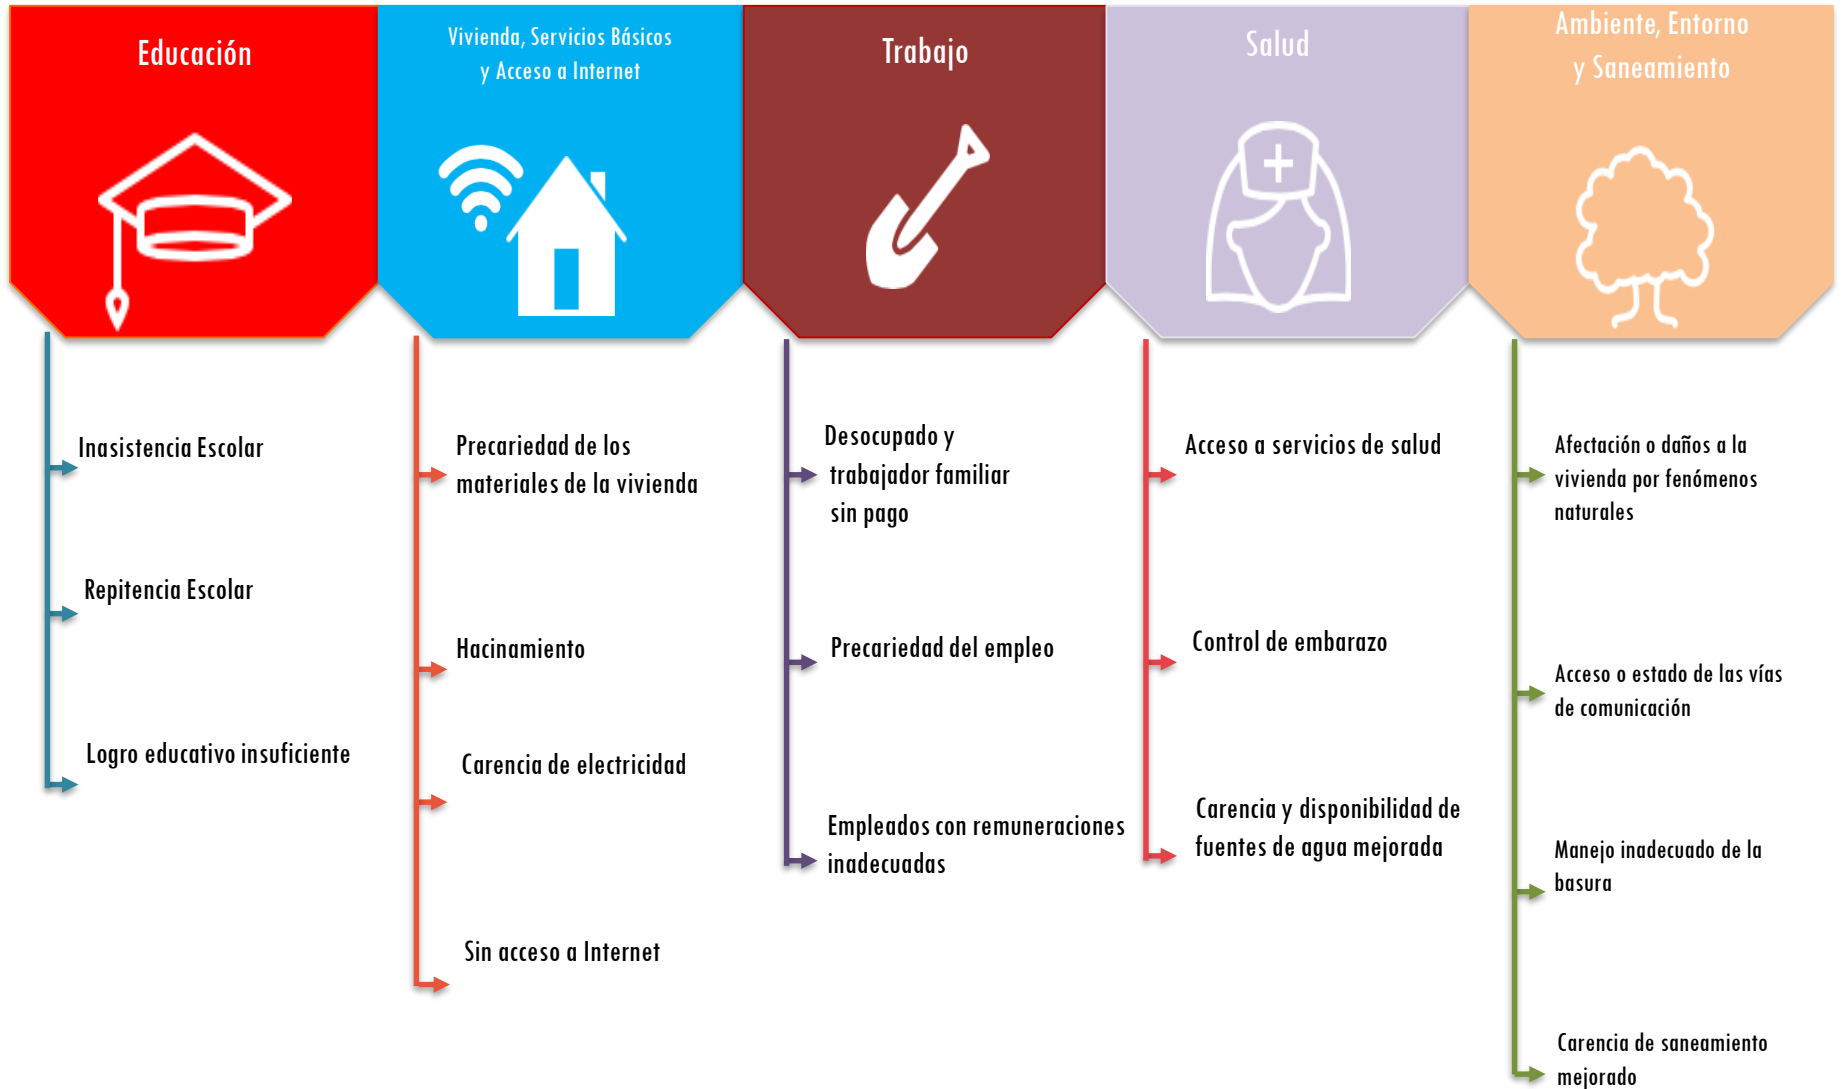 Educación
Inasistencia Escolar
Repitencia Escolar
Logro educativo insuficiente
Vivienda, Servicios Básicos
y Acceso a Internet
Precariedad de los
materiales de la vivienda
Hacinamiento
Carencia de electricidad
Sin acceso a Internet
Trabajo
Desocupado y
trabajador familiar
sin pago
Precariedad del empleo
Empleados con remuneraciones
inadecuadas
Salud
Acceso a servicios de salud
Control de embarazo
Carencia y disponibilidad de
fuentes de agua mejorada
Ambiente, Entorno
y Saneamiento
Afectación o daños a la
vivienda por fenómenos
naturales
Acceso o estado de las vías
de comunicación
Manejo inadecuado de la
basura
Carencia de saneamiento
mejorado